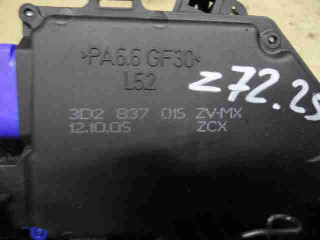 >PA6.6 GF30<
L52
z72.25
3D2 837 015 ZV-MX
12.10.05 ZCX